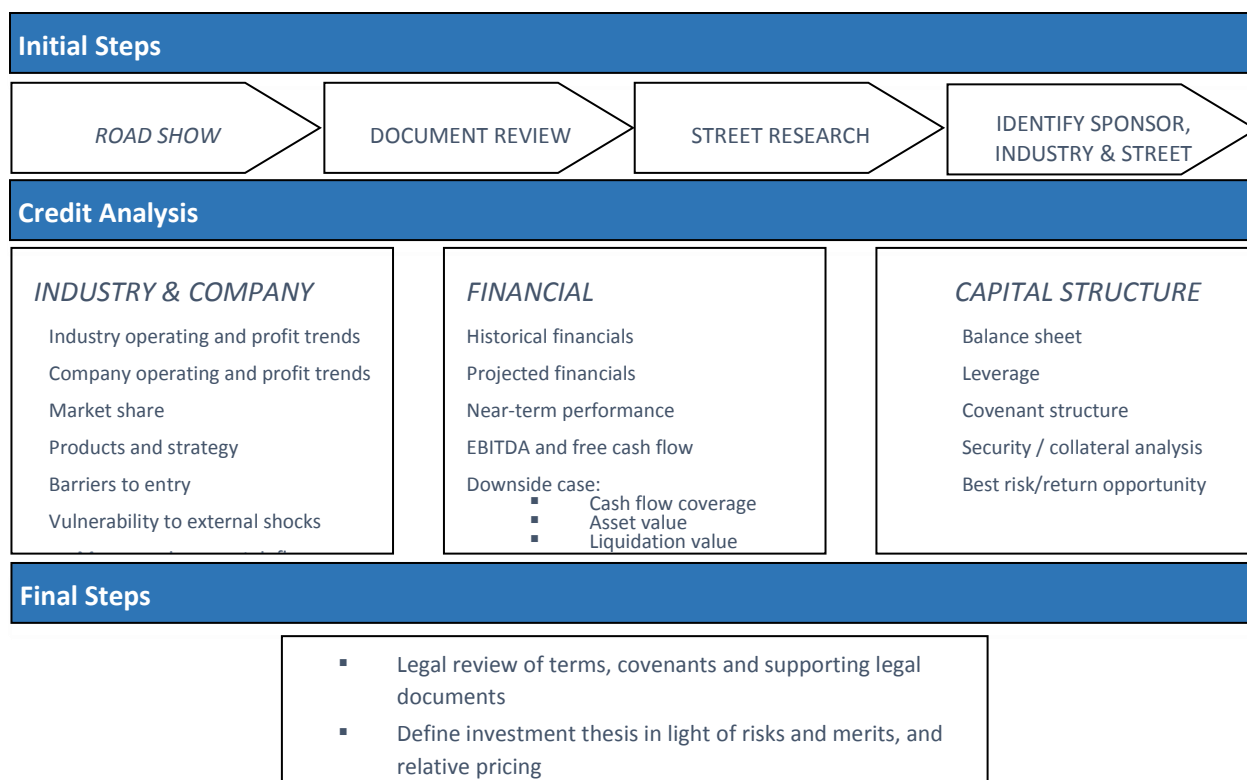 Initial Steps
ROAD SHOW
DOCUMENT REVIEW
STREET RESEARCH
IDENTIFY SPONSOR,
INDUSTRY & STREET
Credit Analysis
INDUSTRY & COMPANY
Industry operating and profit trends
Company operating and profit trends
Market share
Products and strategy
Barriers to entry
Vulnerability to external shocks
FINANCIAL
Historical financials
Projected financials
Near-term performance
EBITDA and free cash flow
Downside case:
▪ Cash flow coverage
▪ Asset value
▪ Liquidation value
CAPITAL STRUCTURE
Balance sheet
Leverage
Covenant structure
Security / collateral analysis
Best risk/return opportunity
Final Steps
▪ Legal review of terms, covenants and supporting legal
documents
▪ Define investment thesis in light of risks and merits, and
relative pricing